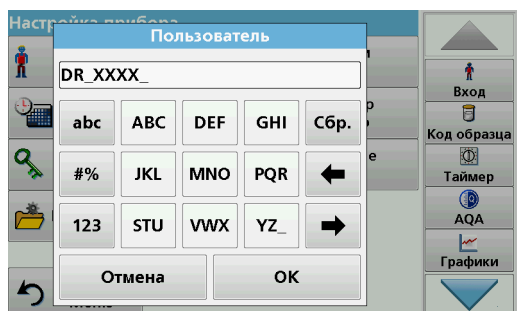 Настройка прибора
Пользователь
DR_XXXX_
abc ABC DEF GHI Сбр.
#% JKL MNO PQR
123 STU VWX YZ_
Отмена OK
Вход
Код образца
Таймер
AQA
Графики